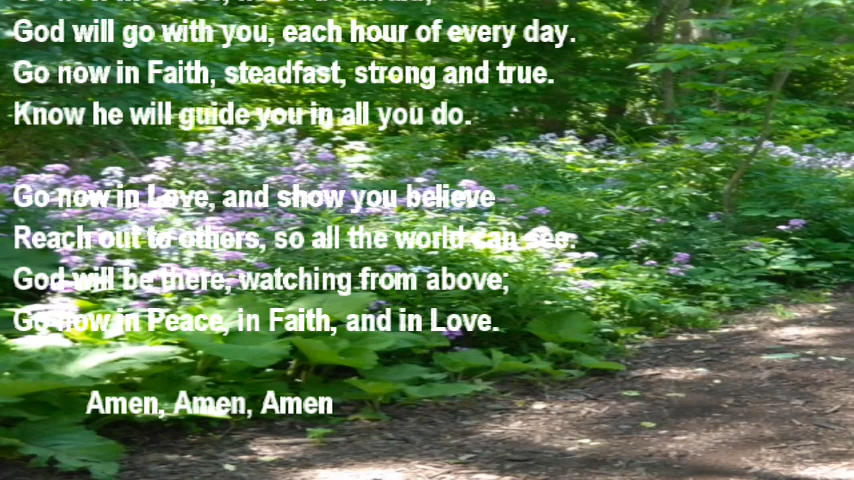 God will go with you, each hour of every day.
Go now in Faith, steadfast, strong and true.
Know he will guide you in all you do.
Go now in Love, and show you believe
Reach out to others, so all the world can see.
God will be there, watching from above;
Go now in Peace, in Faith, and in Love.
Amen, Amen, Amen